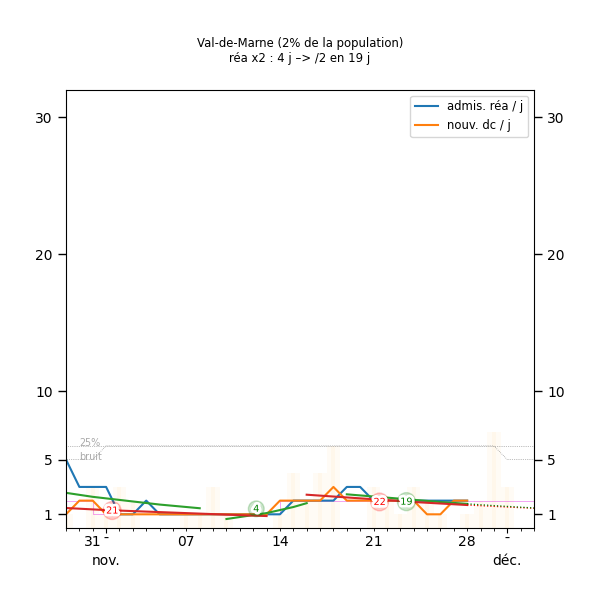 Val-de-Marne (2% de la population)
réa x2 : 4 j –> /2 en 19 j
admis. réa / j
nouv. dc / j
30
30
20
20
10
10
25%
bruit
5
5
21
4
22
19
1
1
31 - 07 14 21 28 -
nov. déc.